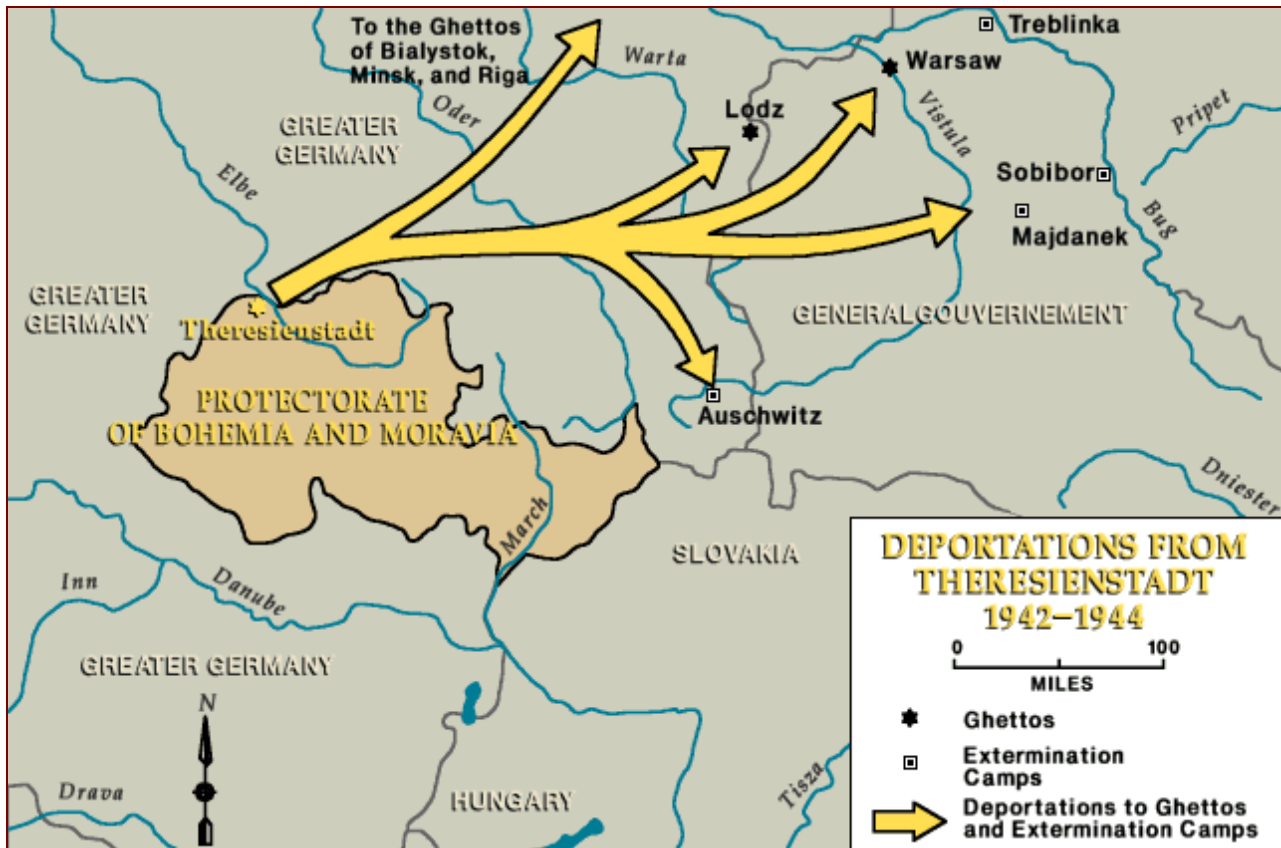 To the Ghettos
of Bialystok,
Minsk, and Riga
Warta
Treblinka
Warsaw
Oder
Lodz
Vistula
Pripet
GREATER
GERMANY
Elbe
Sobibor
Majdanek
Bug
GREATER
GERMANY
Theresienstadt
GENERALGOUVERNEMENT
PROTECTORATE
OF BOHEMIA AND MORAVIA
Auschwitz
Dniester
March
SLOVAKIA
Inn
Danube
GREATER GERMANY
N
Drava
HUNGARY
Tisza
DEPORTATIONS FROM
THERESIENSTADT
1942–1944
0 100
MILES
Ghettos
Extermination
Camps
Deportations to Ghettos
and Extermination Camps